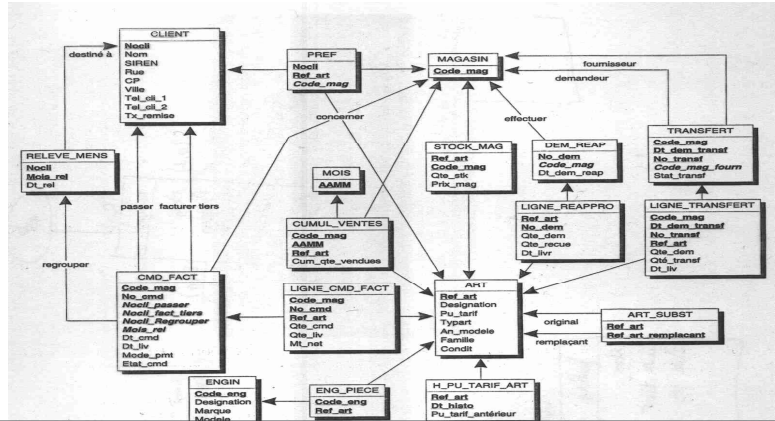 CLIENT
Nocli
Nom
SIREN
Rue
CP
Ville
Tel_cli_1
Tel_cli_2
Tx_remise
destiné à
PREF
Nocli
Ref_art
Code_mag
MAGASIN
Code_mag
fournisseur
demandeur
concerner
effectuer
TRANSFERT
Code_mag
Dt_dem_transf
No_transf
Code_mag_fourn
Stat_transf
STOCK_MAG
Ref_art
Code_mag
Qte_stk
Prix_mag
DEM_REAP
No_dem
Code_mag
Dt_dem_reap
RELEVE_MENS
Nocli
Mois_rel
Dt_rel
MOIS
AAMM
passer
facturer tiers
LIGNE_REAPPRO
Ref_art
No_dem
Qte_dem
Qte_recue
Dt_livr
LIGNE_TRANSFERT
Code_mag
Dt_dem_transf
No_transf
Ref_art
Qte_dem
Qte_transf
Dt_liv
CUMUL_VENTES
Code_mag
AAMM
Ref_art
Cum_qte_vendues
regrouper
CMD_FACT
Code_mag
No_cmd
Nocli_passer
Nocli_fact_tiers
Nocli_Regrouper
Mois_rel
Dt_cmd
Dt_liv
Mode_pmt
Etat_cmd
LIGNE_CMD_FACT
Code_mag
No_cmd
Ref_art
Qte_cmd
Qte_liv
Mt_net
ART
Ref_art
Designation
Pu_tarif
Typart
An_modele
Famille
Condit
original
remplaçant
ART_SUBST
Ref_art
Ref_art_remplacant
ENGIN
Code_eng
Designation
Marque
Modele
ENG_PIECE
Code_eng
Ref_art
H_PU_TARIF_ART
Ref_art
Dt_histo
Pu_tarif_antérieur